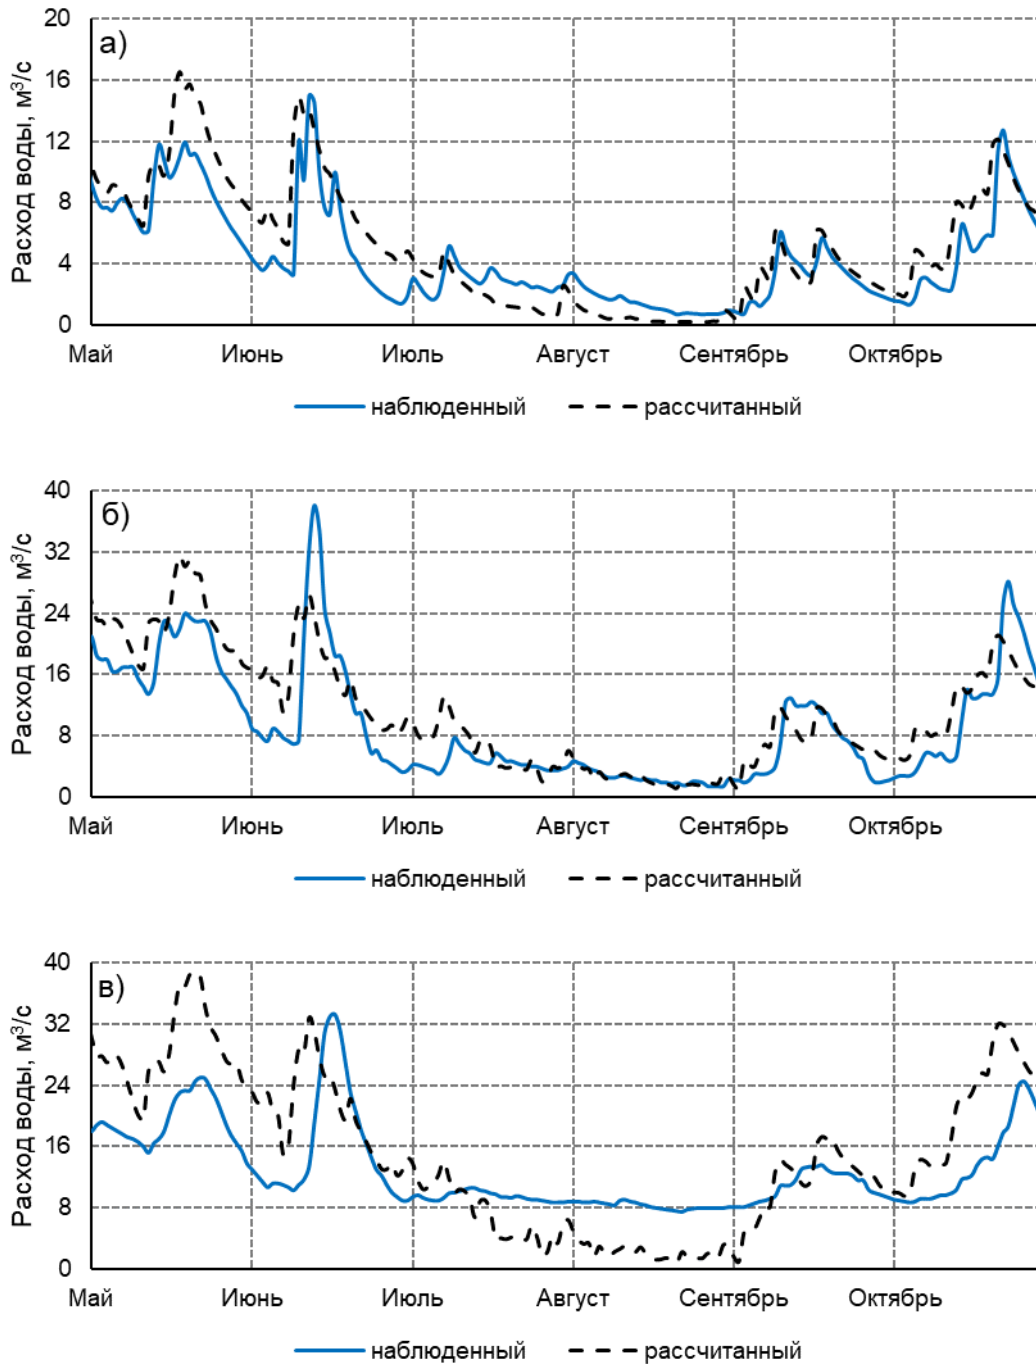 а)
Расход воды, м³/с
20
16
12
8
4
0
Май Июнь Июль Август Сентябрь Октябрь
наблюденный рассчитанный
б)
Расход воды, м³/с
40
32
24
16
8
0
Май Июнь Июль Август Сентябрь Октябрь
наблюденный рассчитанный
в)
Расход воды, м³/с
40
32
24
16
8
0
Май Июнь Июль Август Сентябрь Октябрь
наблюденный рассчитанный